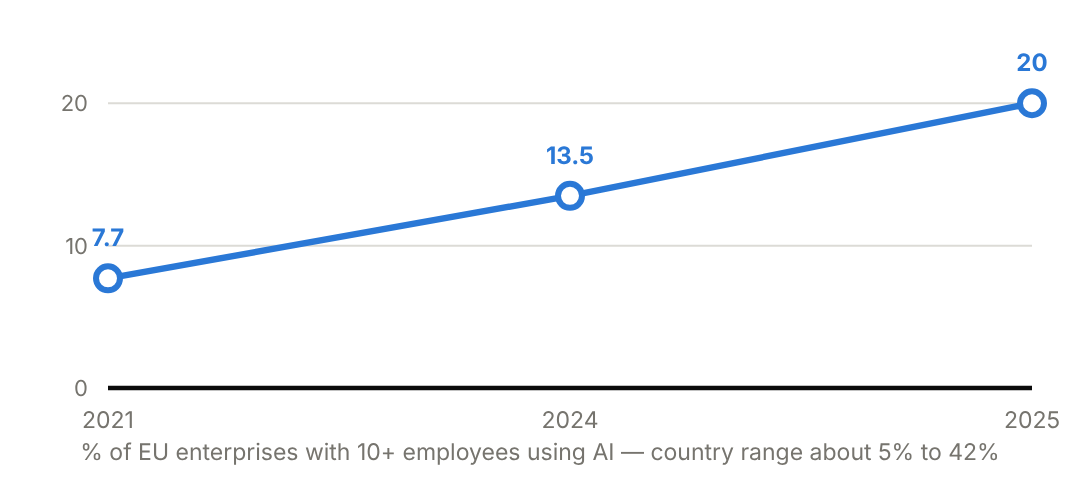 20
20
13.5
10 7.7
0
2021 2024 2025
% of EU enterprises with 10+ employees using AI — country range about 5% to 42%